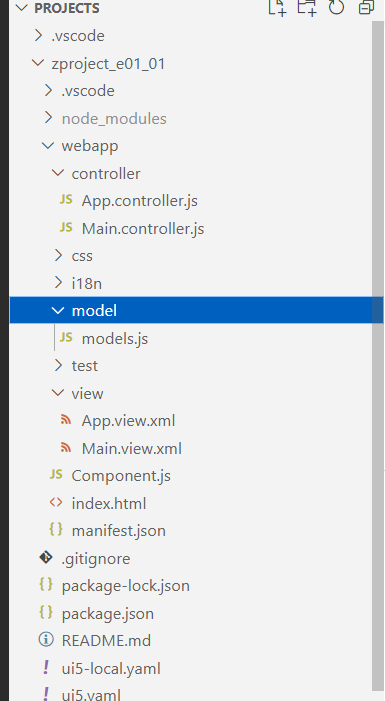 PROJECTS
.vscode
zproject_e01_01
.vscode
node_modules
webapp
controller
JS App.controller.js
JS Main.controller.js
css
i18n
model
JS models.js
test
view
App.view.xml
Main.view.xml
JS Component.js
<> index.html
{} manifest.json
.gitignore
{} package-lock.json
{} package.json
README.md
! ui5-local.yaml
! ui5.yaml